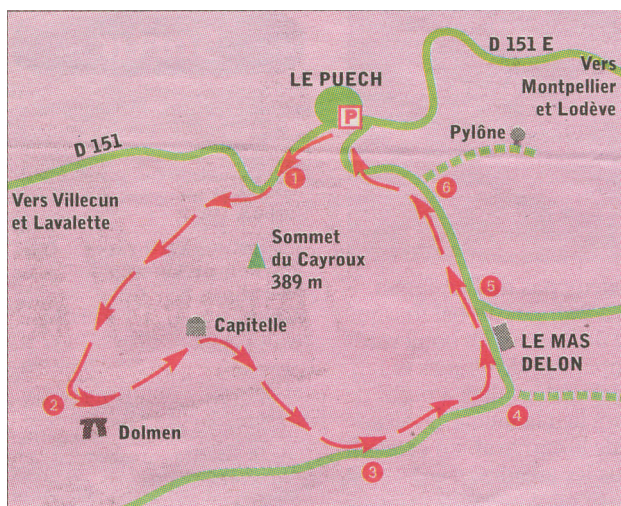 D 151 E
Vers
Montpellier
et Lodève
LE PUECH
P
Pylône
D 151
1
6
Vers Villecun
et Lavalette
Sommet
du Cayroux
389 m
5
Capitelle
LE MAS
DELON
2
Dolmen
4
3